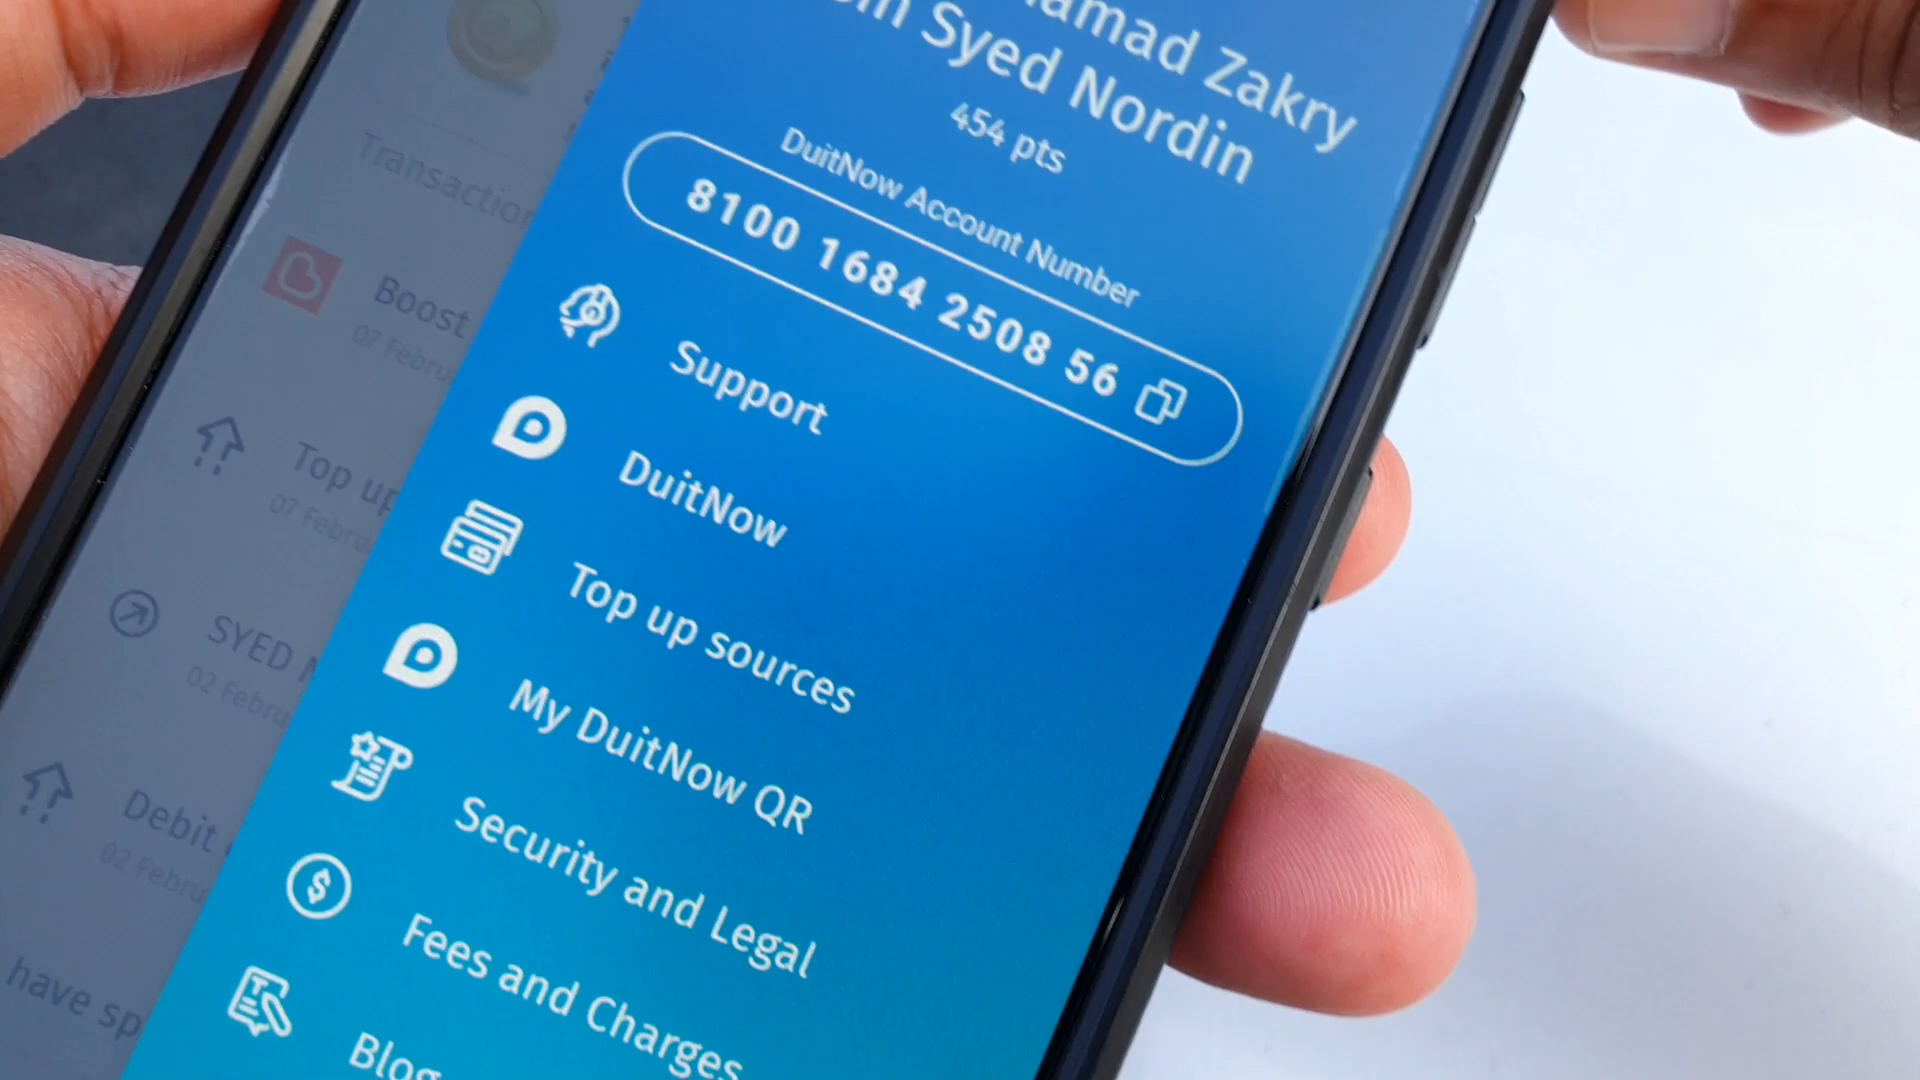 Zakry
Syed Nordin
454 pts
DuitNow Account Number
8100 1684 2508 56
Support
DuitNow
Top up sources
My DuitNow QR
Security and Legal
Fees and Charges
Blog
Transaction
Boost
07 Febru
Top up
07 Febru
SYED
02 Febru
Debit
02 Febru
have sp